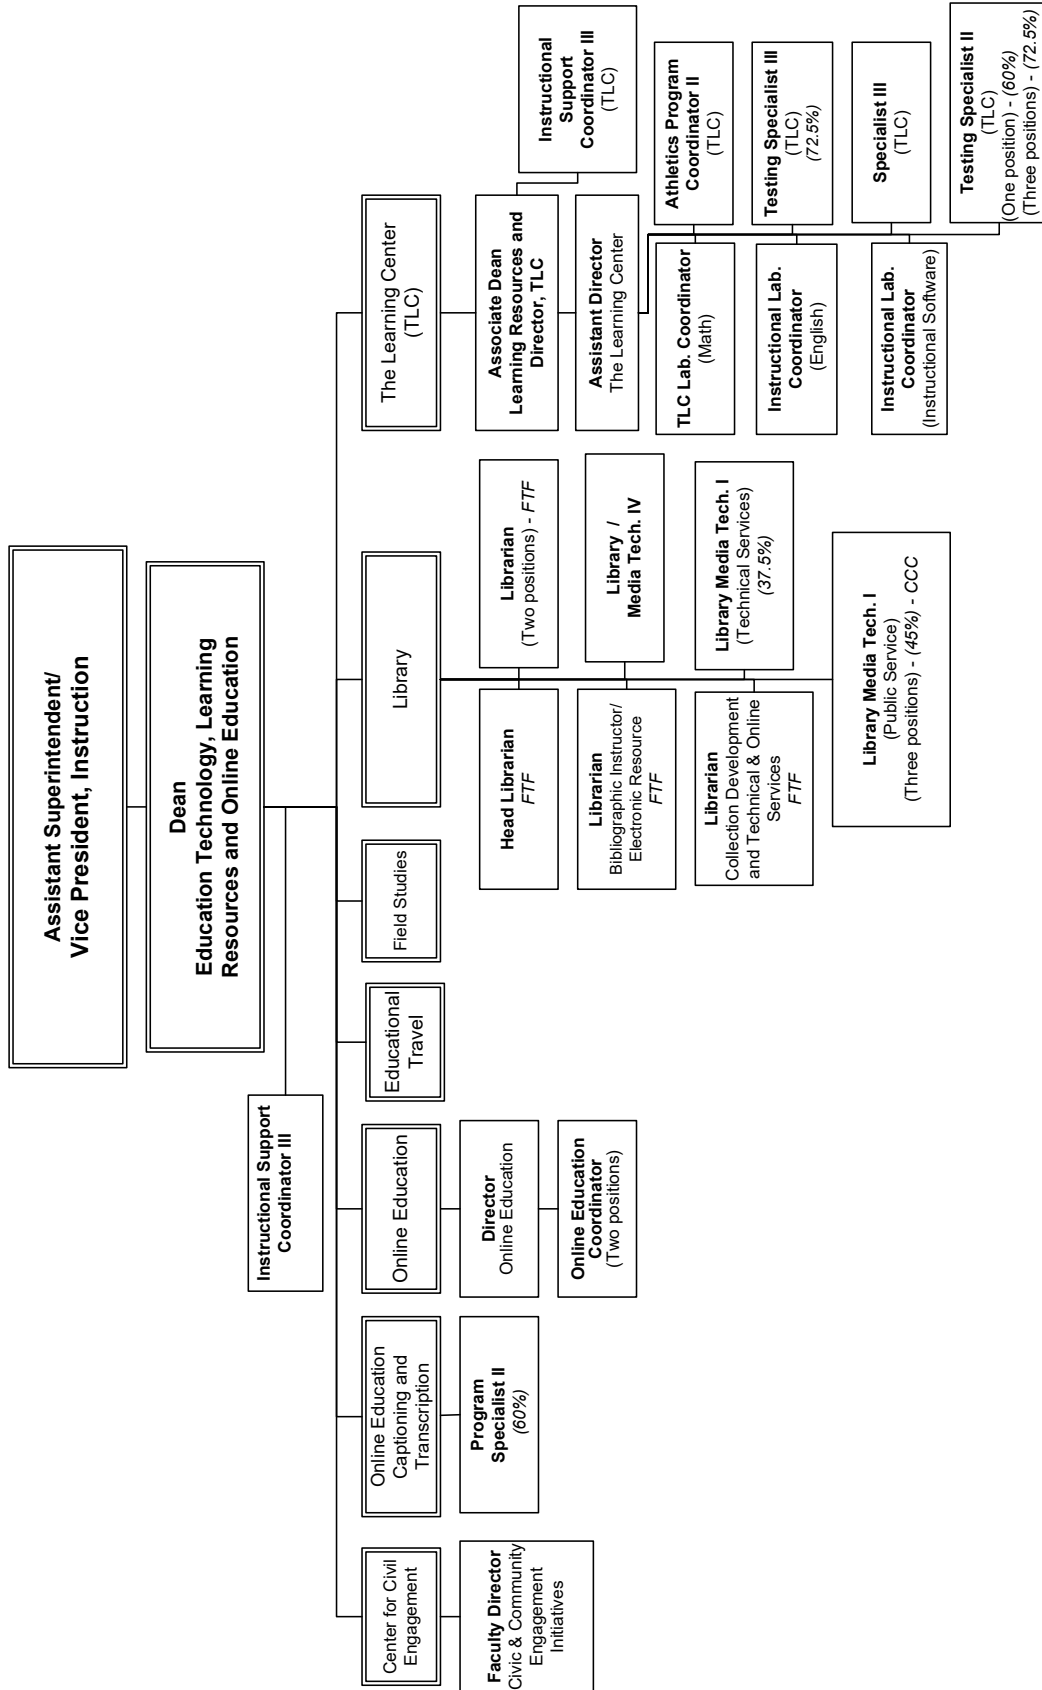 Assistant Superintendent/
Vice President, Instruction
Dean
Education Technology, Learning
Resources and Online Education
Instructional Support
Coordinator III
Center for Civil
Engagement
Faculty Director
Civic & Community
Engagement
Initiatives
Online Education
Captioning and
Transcription
Program
Specialist II
(60%)
Online Education
Director
Online Education
Online Education
Coordinator
(Two positions)
Educational
Travel
Field Studies
Library
Head Librarian
FTF
Librarian
(Two positions) - FTF
Librarian
Bibliographic Instructor/
Electronic Resource
FTF
Library /
Media Tech. IV
Librarian
Collection Development
and Technical & Online
Services
FTF
Library Media Tech. I
(Technical Services)
(37.5%)
Library Media Tech. I
(Public Service)
(Three positions) - (45%) - CCC
The Learning Center
(TLC)
Associate Dean
Learning Resources and
Director, TLC
Instructional
Support
Coordinator III
(TLC)
Assistant Director
The Learning Center
TLC Lab. Coordinator
(Math)
Athletics Program
Coordinator II
(TLC)
Instructional Lab.
Coordinator
(English)
Testing Specialist III
(TLC)
(72.5%)
Instructional Lab.
Coordinator
(Instructional Software)
Specialist III
(TLC)
Testing Specialist II
(TLC)
(One position) - (60%)
(Three positions) - (72.5%)